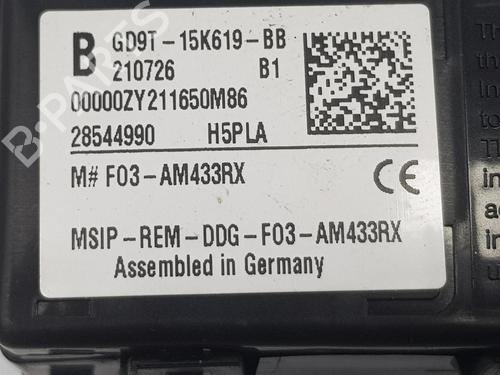 B GD9T-15K619-BB
210726 B1
00000ZY211650M86
28544990 H5PLA
M# F03-AM433RX
CE
MSIP-REM-DDG-F03-AM433RX
Assembled in Germany
B-PARTS